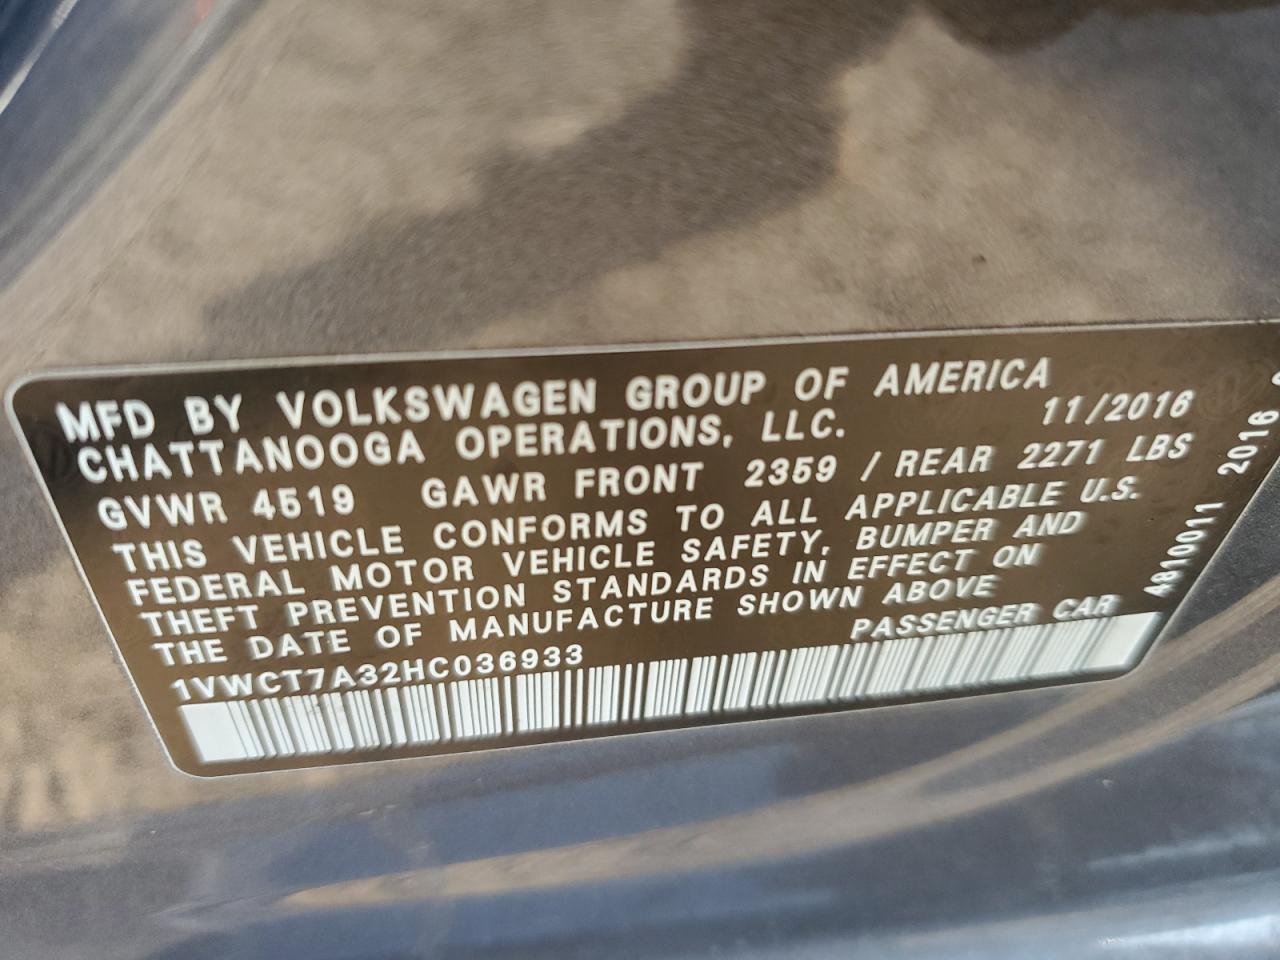 MFD BY VOLKSWAGEN GROUP OF AMERICA
CHATTANOOGA OPERATIONS, LLC. 11/2016
GVWR 4519 GAWR FRONT 2359 / REAR 2271 LBS
THIS VEHICLE CONFORMS TO ALL APPLICABLE U.S.
FEDERAL MOTOR VEHICLE SAFETY, BUMPER AND
THEFT PREVENTION STANDARDS IN EFFECT ON
THE DATE OF MANUFACTURE SHOWN ABOVE
1VWCT7A32HC036933 PASSENGER CAR
A810011 2016